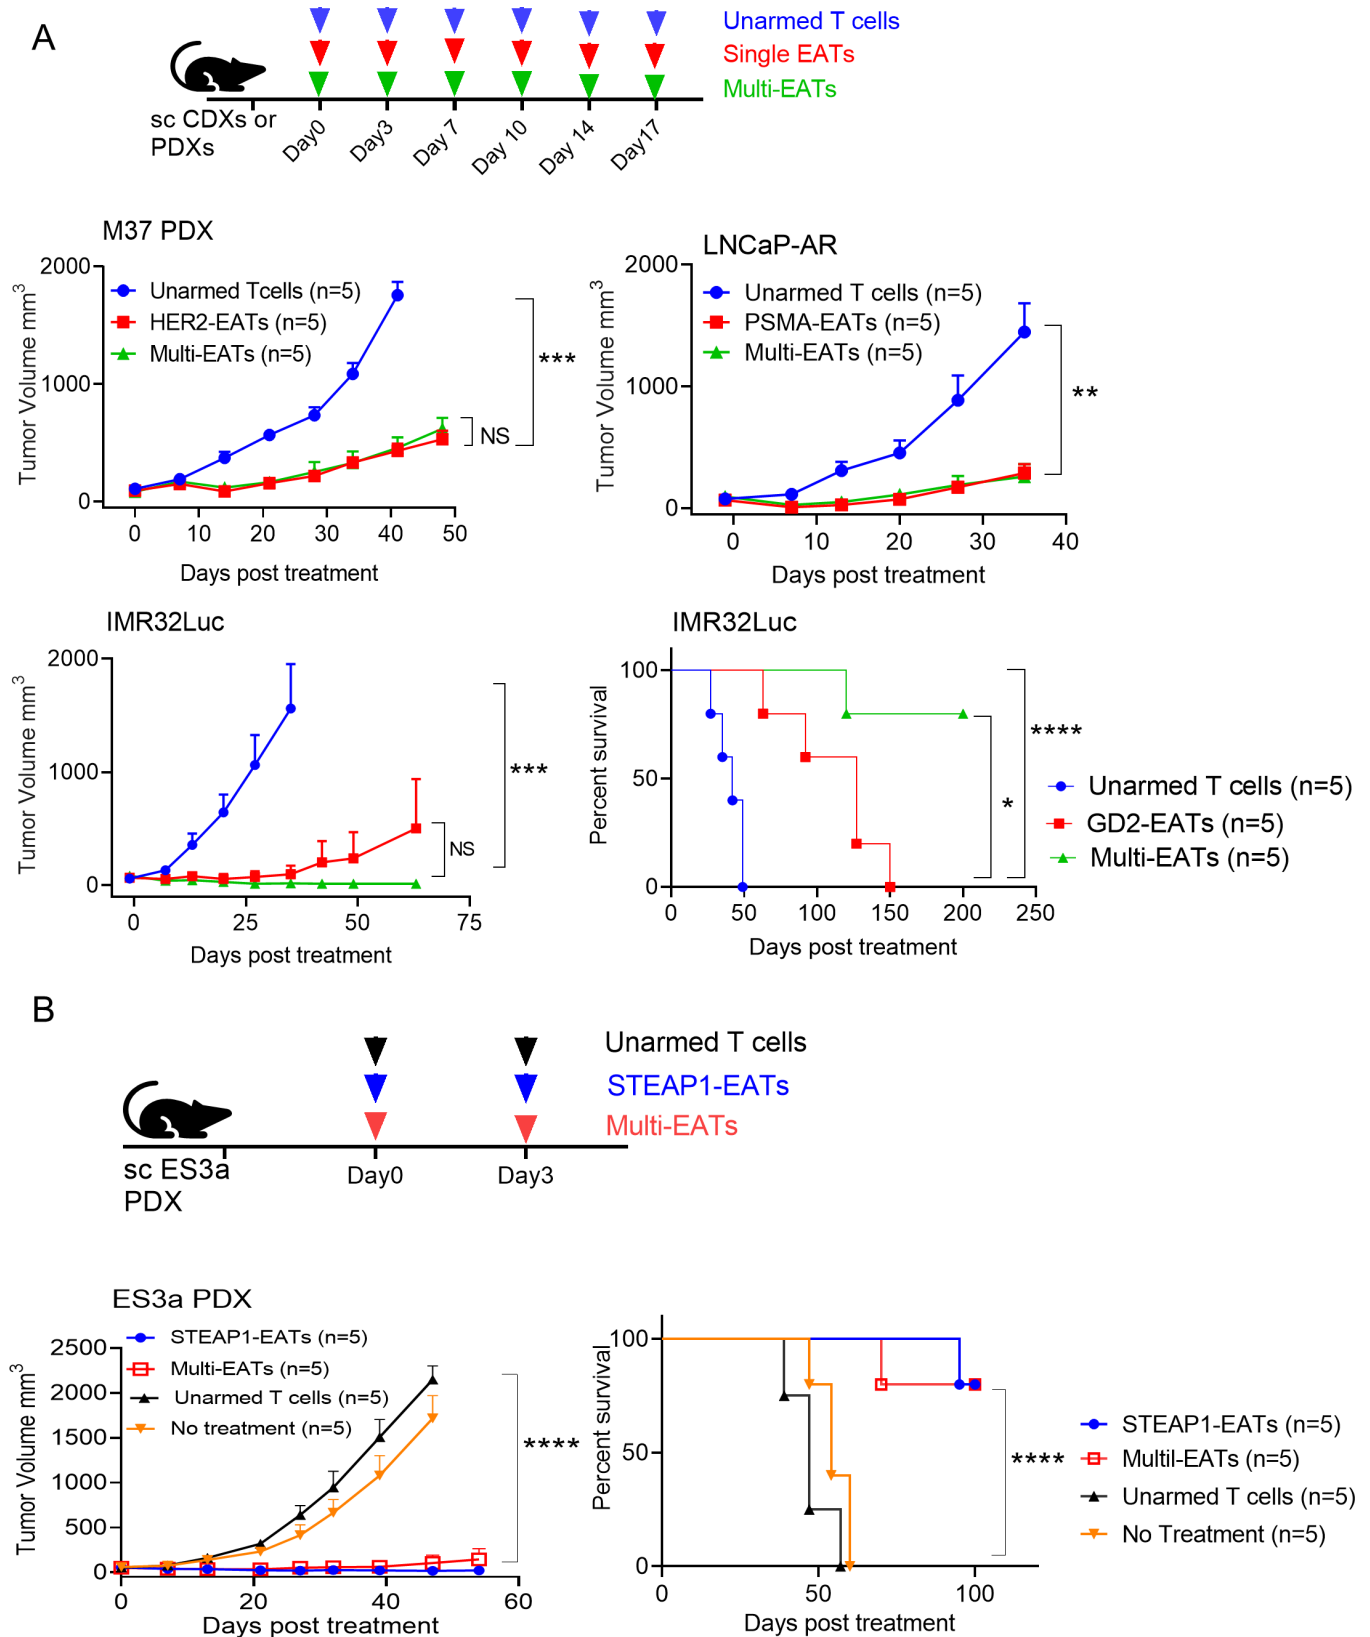 A
Unarmed T cells
Single EATs
Multi-EATs
sc CDXs or
PDXs
Day0
Day3
Day 7
Day 10
Day 14
Day17
M37 PDX
Tumor Volume mm3
2000
1000
0
Unarmed Tcells (n=5)
HER2-EATs (n=5)
Multi-EATs (n=5)
***
NS
0 10 20 30 40 50
Days post treatment
LNCaP-AR
Tumor Volume mm3
2000
1000
0
Unarmed T cells (n=5)
PSMA-EATs (n=5)
Multi-EATs (n=5)
**
0 10 20 30 40
Days post treatment
IMR32Luc
Tumor Volume mm3
2000
1000
0
***
NS
0 25 50 75
Days post treatment
IMR32Luc
Percent survival
100
50
0
****
*
Unarmed T cells (n=5)
GD2-EATs (n=5)
Multi-EATs (n=5)
0 50 100 150 200 250
Days post treatment
B
Unarmed T cells
STEAP1-EATs
Multi-EATs
sc ES3a
PDX
Day0
Day3
ES3a PDX
Tumor Volume mm3
2500
2000
1500
1000
500
0
STEAP1-EATs (n=5)
Multi-EATs (n=5)
Unarmed T cells (n=5)
No treatment (n=5)
****
0 20 40 60
Days post treatment
Percent survival
100
50
0
****
STEAP1-EATs (n=5)
Multil-EATs (n=5)
Unarmed T cells (n=5)
No Treatment (n=5)
0 50 100
Days post treatment